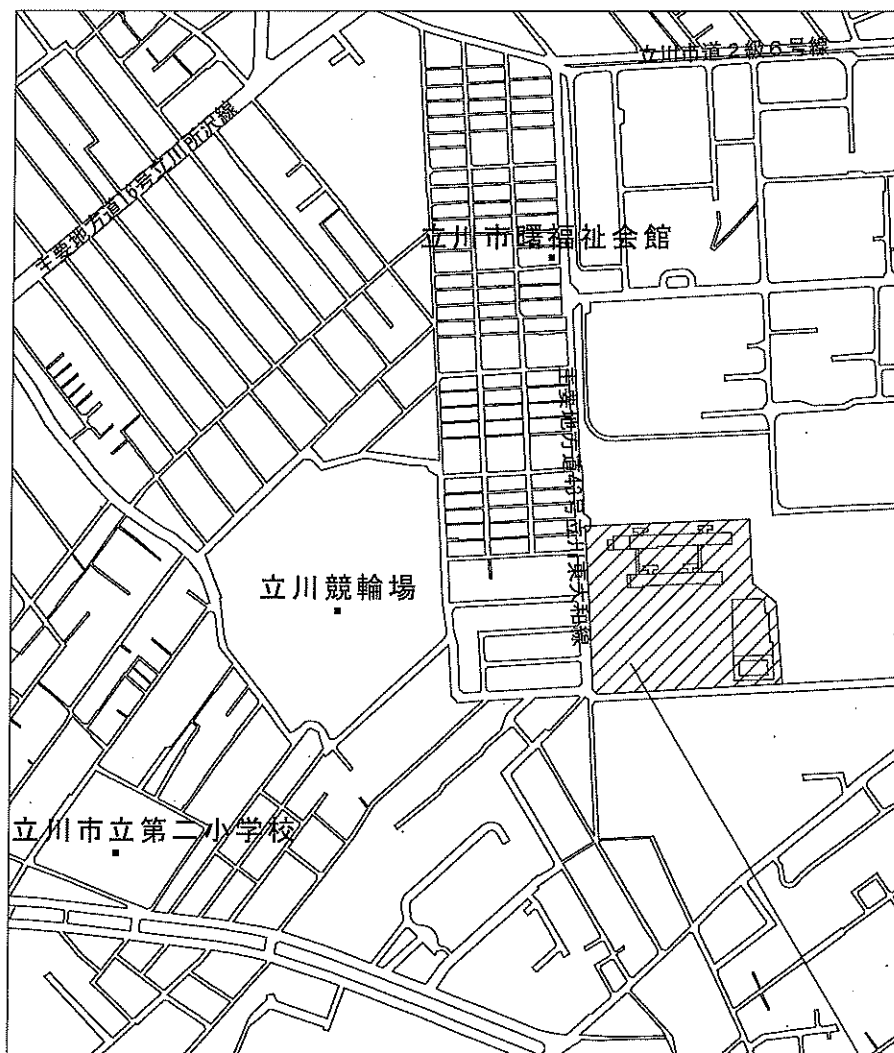 立川市道2級6号線
主要地方道16号立川所沢線
立川市曙福祉会館
主要地方道43号立川東大和線
立川競輪場
立川市立第二小学校